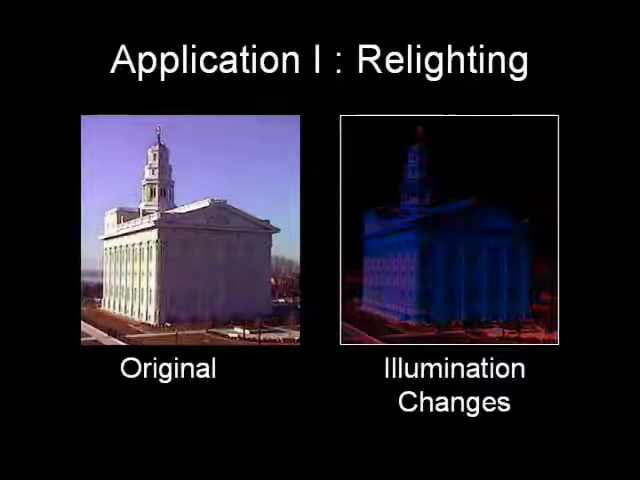 Application I : Relighting
Original
Illumination
Changes